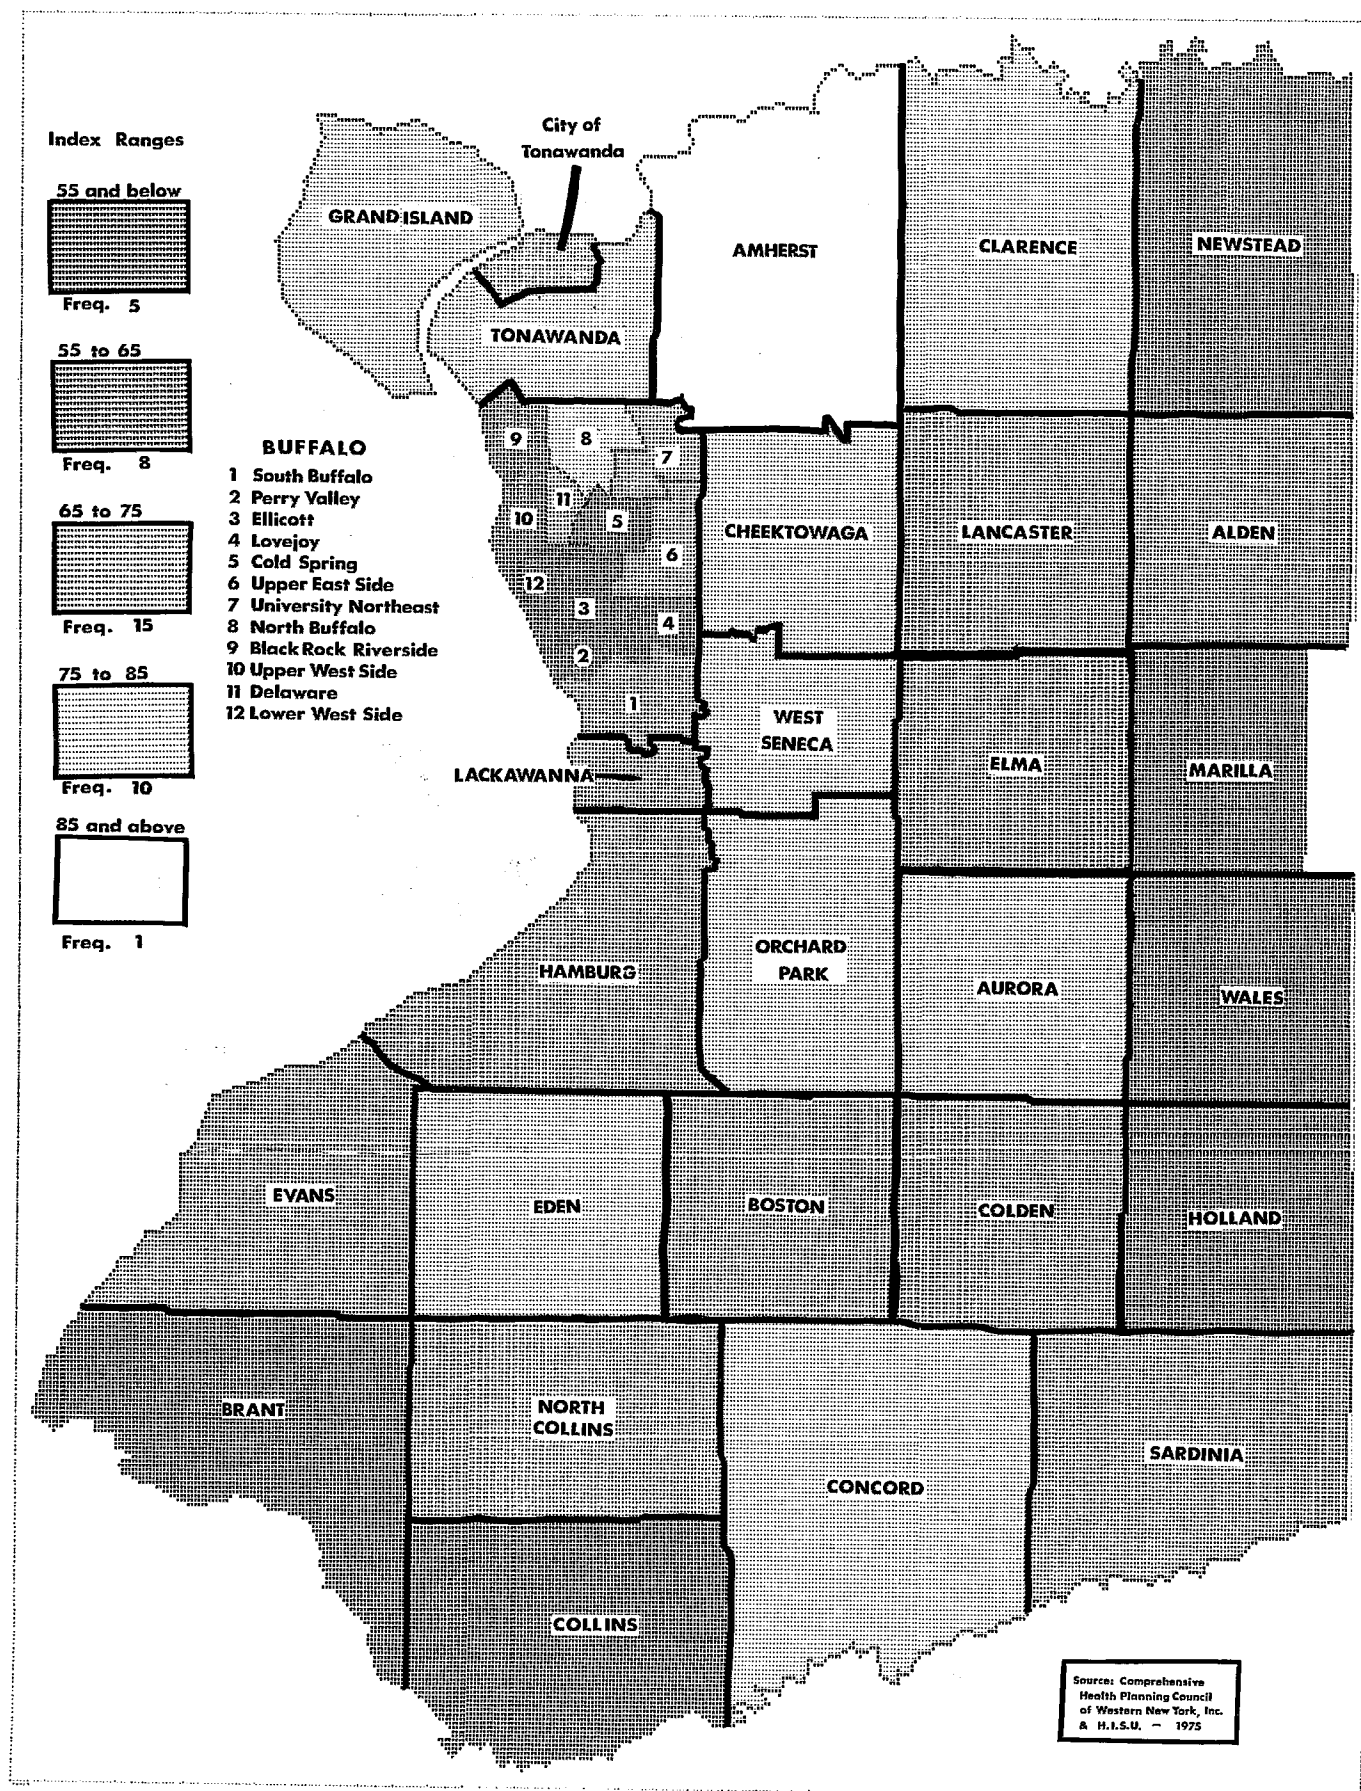 Index Ranges
55 and below
Freq. 5
55 to 65
Freq. 8
65 to 75
Freq. 15
75 to 85
Freq. 10
85 and above
Freq. 1
BUFFALO
1 South Buffalo
2 Perry Valley
3 Ellicott
4 Lovejoy
5 Cold Spring
6 Upper East Side
7 University Northeast
8 North Buffalo
9 Black Rock Riverside
10 Upper West Side
11 Delaware
12 Lower West Side
City of
Tonawanda
GRAND ISLAND
AMHERST
CLARENCE
NEWSTEAD
TONAWANDA
9
8
7
11
10
5
6
12
3
4
2
1
CHEEKTOWAGA
LANCASTER
ALDEN
WEST
SENECA
LACKAWANNA
ELMA
MARILLA
HAMBURG
ORCHARD
PARK
AURORA
WALES
EVANS
EDEN
BOSTON
COLDEN
HOLLAND
BRANT
NORTH
COLLINS
CONCORD
SARDINIA
COLLINS
Source: Comprehensive
Health Planning Council
of Western New York, Inc.
& H.I.S.U. - 1975